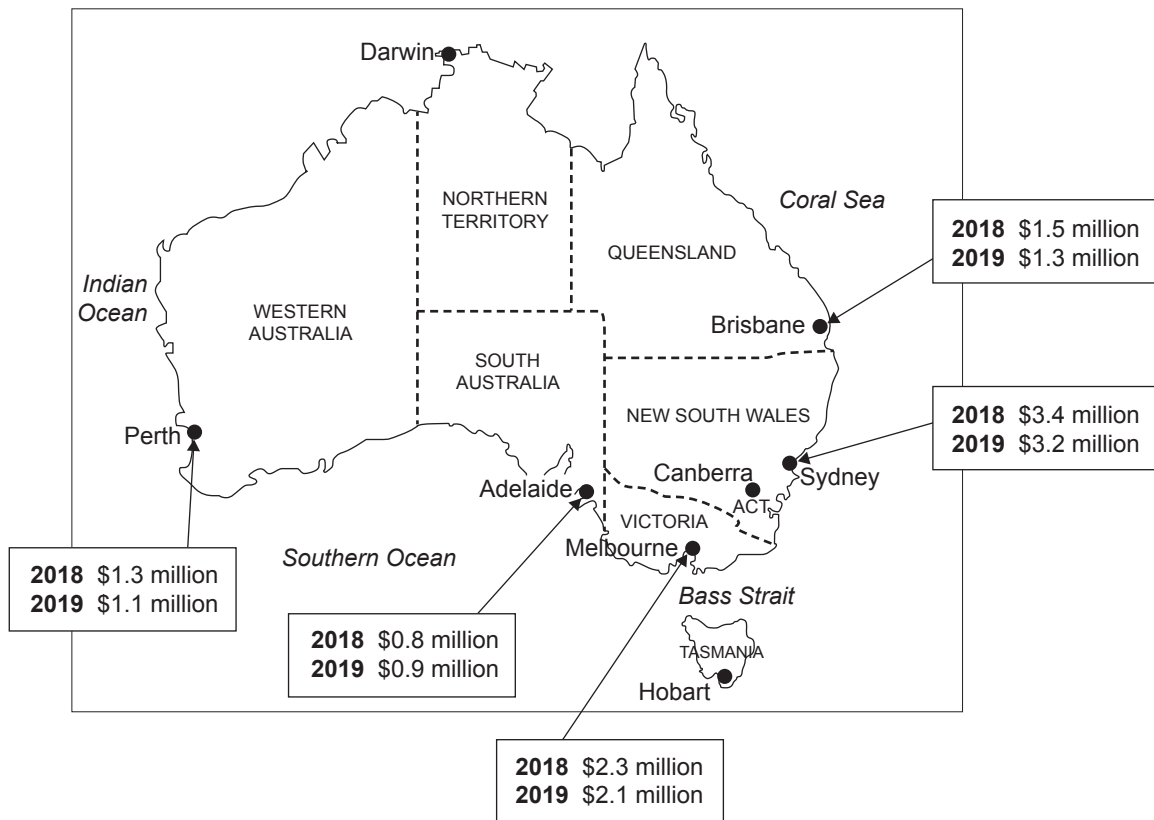 Darwin
NORTHERN
TERRITORY
Coral Sea
2018 $1.5 million
2019 $1.3 million
QUEENSLAND
Indian
Ocean
WESTERN
AUSTRALIA
Brisbane
SOUTH
AUSTRALIA
NEW SOUTH WALES
2018 $3.4 million
2019 $3.2 million
Perth
Canberra
Sydney
Adelaide
ACT
VICTORIA
Melbourne
Southern Ocean
2018 $1.3 million
2019 $1.1 million
Bass Strait
2018 $0.8 million
2019 $0.9 million
TASMANIA
Hobart
2018 $2.3 million
2019 $2.1 million